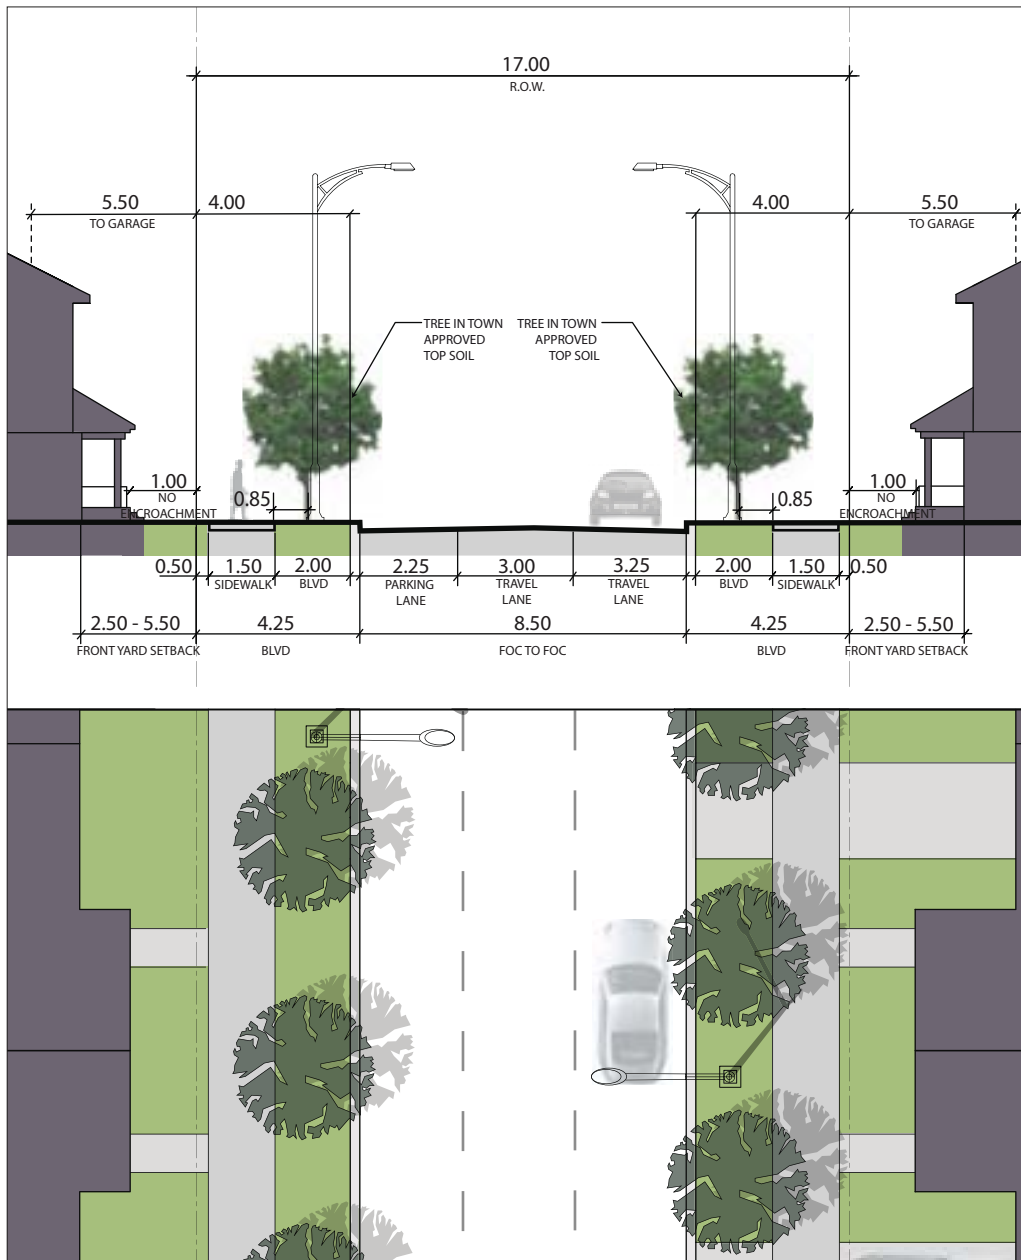 17.00
R.O.W.
5.50
TO GARAGE
4.00
4.00
5.50
TO GARAGE
TREE IN TOWN
APPROVED
TOP SOIL
TREE IN TOWN
APPROVED
TOP SOIL
1.00
NO
ENCROACHMENT
0.85
0.85
1.00
NO
ENCROACHMENT
0.50
1.50
SIDEWALK
2.00
BLVD
2.25
PARKING
LANE
3.00
TRAVEL
LANE
3.25
TRAVEL
LANE
2.00
BLVD
1.50
SIDEWALK
0.50
2.50 - 5.50
FRONT YARD SETBACK
4.25
BLVD
8.50
FOC TO FOC
4.25
BLVD
2.50 - 5.50
FRONT YARD SETBACK